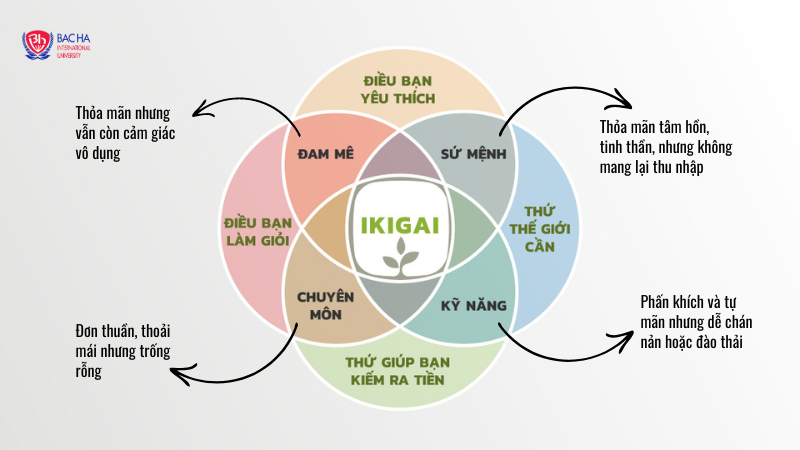 BAC HA
INTERNATIONAL
UNIVERSITY
ĐIỀU BẠN
YÊU THÍCH
Thỏa mãn nhưng
vẫn còn cảm giác
vô dụng
Thỏa mãn tâm hồn,
tinh thần, nhưng không
mang lại thu nhập
ĐAM MÊ
SỨ MỆNH
ĐIỀU BẠN
LÀM GIỎI
IKIGAI
THỨ
THẾ GIỚI
CẦN
CHUYÊN
MÔN
KỸ NĂNG
Đơn thuần, thoải
mái nhưng trống
rỗng
Phấn khích và tự
mãn nhưng dễ chán
nản hoặc đào thải
THỨ GIÚP BẠN
KIẾM RA TIỀN